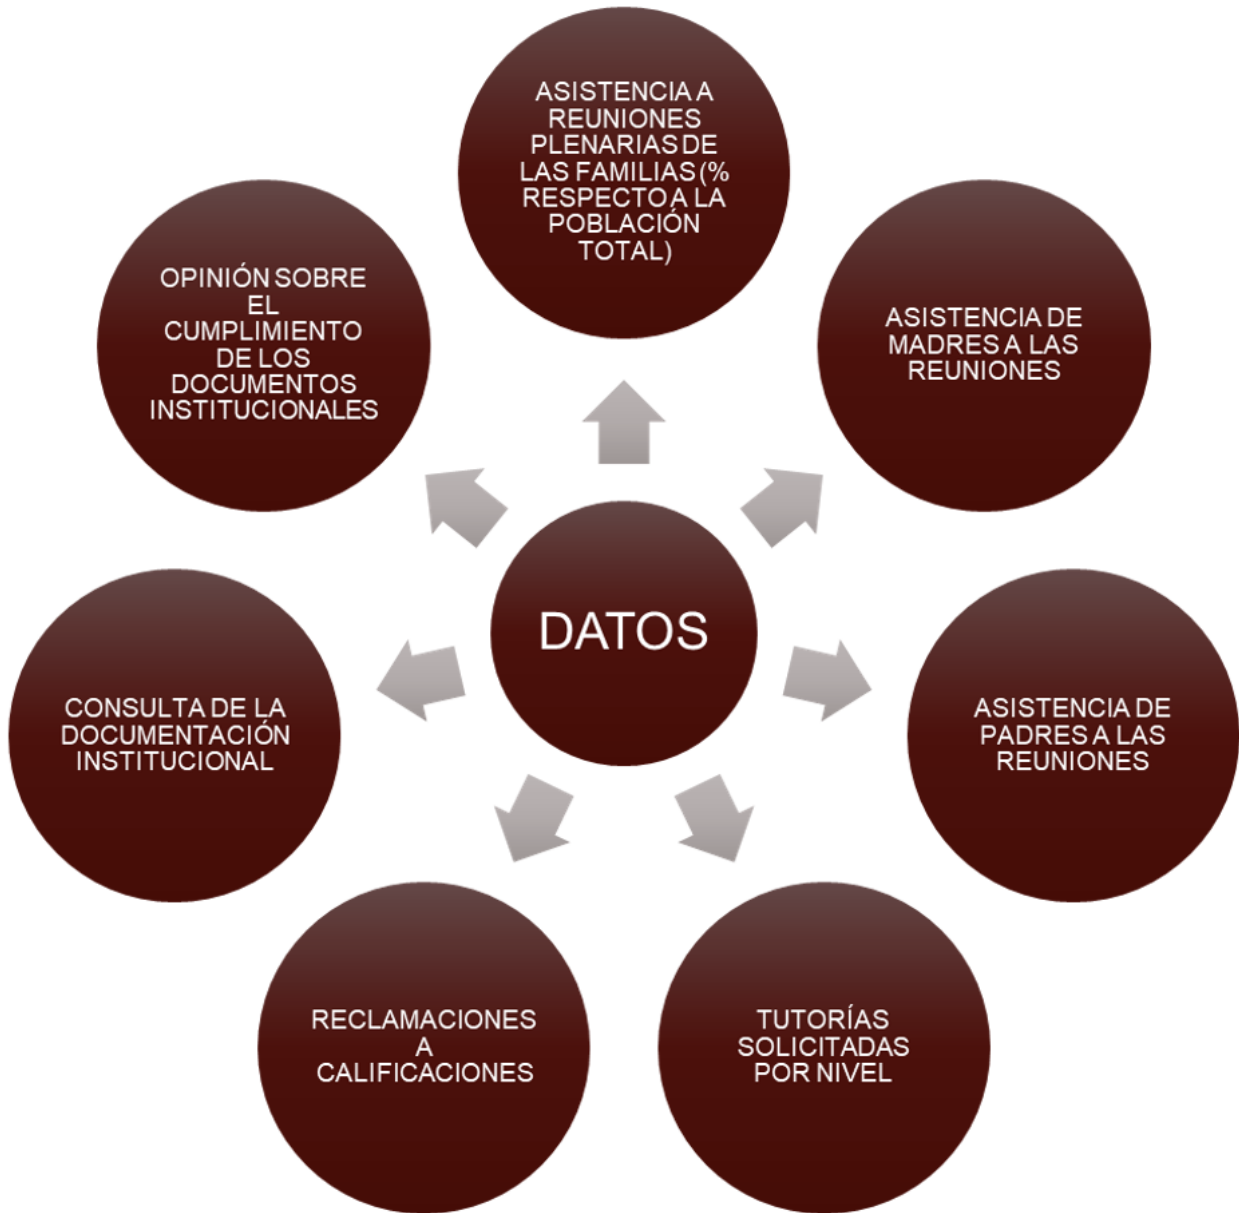 ASISTENCIA A
REUNIONES
PLENARIAS DE
LAS FAMILIAS (%
RESPECTO A LA
POBLACIÓN
TOTAL)
ASISTENCIA DE
MADRES A LAS
REUNIONES
ASISTENCIA DE
PADRES A LAS
REUNIONES
TUTORÍAS
SOLICITADAS
POR NIVEL
RECLAMACIONES
A
CALIFICACIONES
CONSULTA DE LA
DOCUMENTACIÓN
INSTITUCIONAL
OPINIÓN SOBRE
EL
CUMPLIMIENTO
DE LOS
DOCUMENTOS
INSTITUCIONALES
DATOS